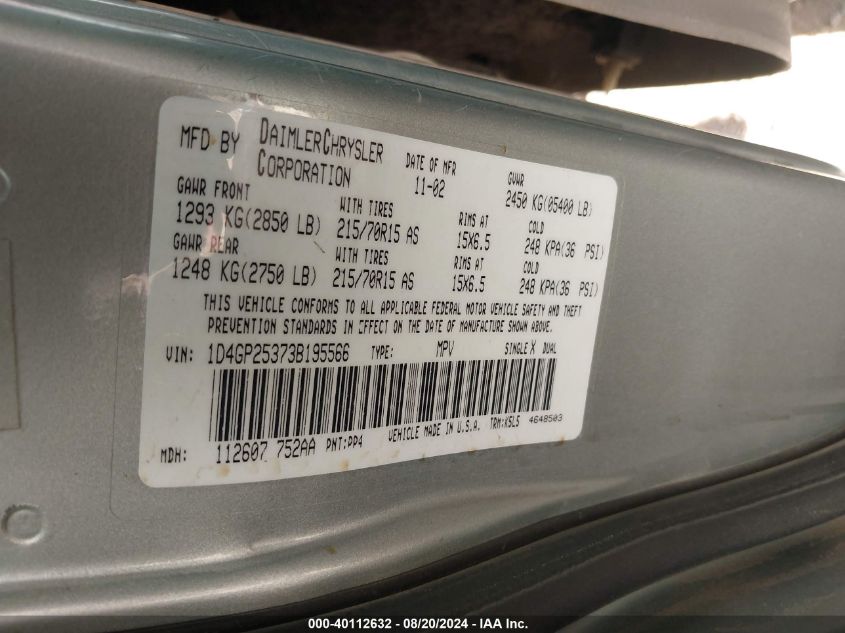 MFD BY DAIMLERCHRYSLER CORPORATION DATE OF MFR 11-02 GVWR 2450 KG(05400 LB)
GAWR FRONT WITH TIRES RIMS AT COLD
1293 KG(2850 LB) 215/70R15 AS 15X6.5 248 KPA(36 PSI)
GAWR REAR WITH TIRES RIMS AT COLD
1248 KG(2750 LB) 215/70R15 AS 15X6.5 248 KPA(36 PSI)
THIS VEHICLE CONFORMS TO ALL APPLICABLE FEDERAL MOTOR VEHICLE SAFETY AND THEFT
PREVENTION STANDARDS IN EFFECT ON THE DATE OF MANUFACTURE SHOWN ABOVE.
VIN: 1D4GP25373B195566 TYPE: MPV SINGLE X DUAL
MDH: 112607 752AA PNT:PP4 VEHICLE MADE IN U.S.A. TRM:K5L5 4648503
000-40112632 - 08/20/2024 - IAA Inc.